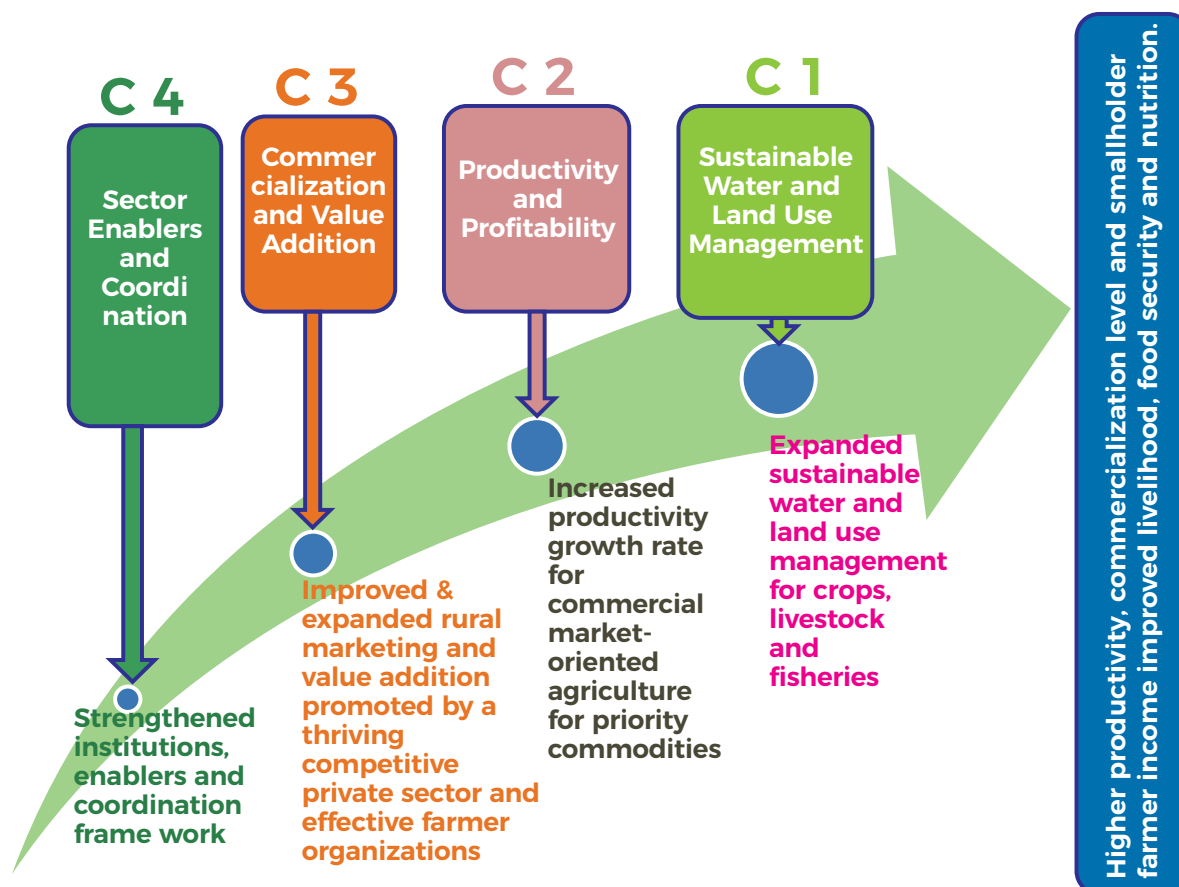 C 4
Sector
Enablers
and
Coordi
nation
Strengthened
institutions,
enablers and
coordination
frame work
C 3
Commer
cialization
and Value
Addition
Improved &
expanded rural
marketing and
value addition
promoted by a
thriving
competitive
private sector and
effective farmer
organizations
C 2
Productivity
and
Profitability
Increased
productivity
growth rate
for
commercial
market-
oriented
agriculture
for priority
commodities
C 1
Sustainable
Water and
Land Use
Management
Expanded
sustainable
water and
land use
management
for crops,
livestock
and
fisheries
Higher productivity, commercialization level and smallholder
farmer income improved livelihood, food security and nutrition.